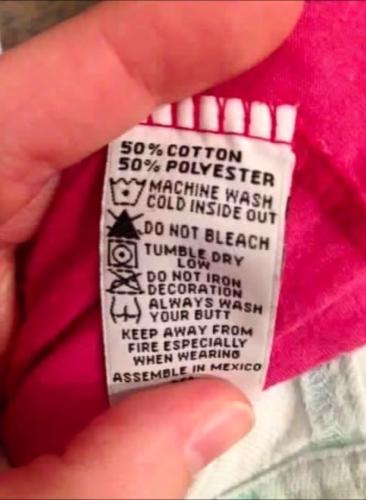 50% COTTON
50% POLYESTER
MACHINE WASH
COLD INSIDE OUT
DO NOT BLEACH
TUMBLE DRY
LOW
DO NOT IRON
DECORATION
ALWAYS WASH
YOUR BUTT
KEEP AWAY FROM
FIRE ESPECIALLY
WHEN WEARING
ASSEMBLE IN MEXICO